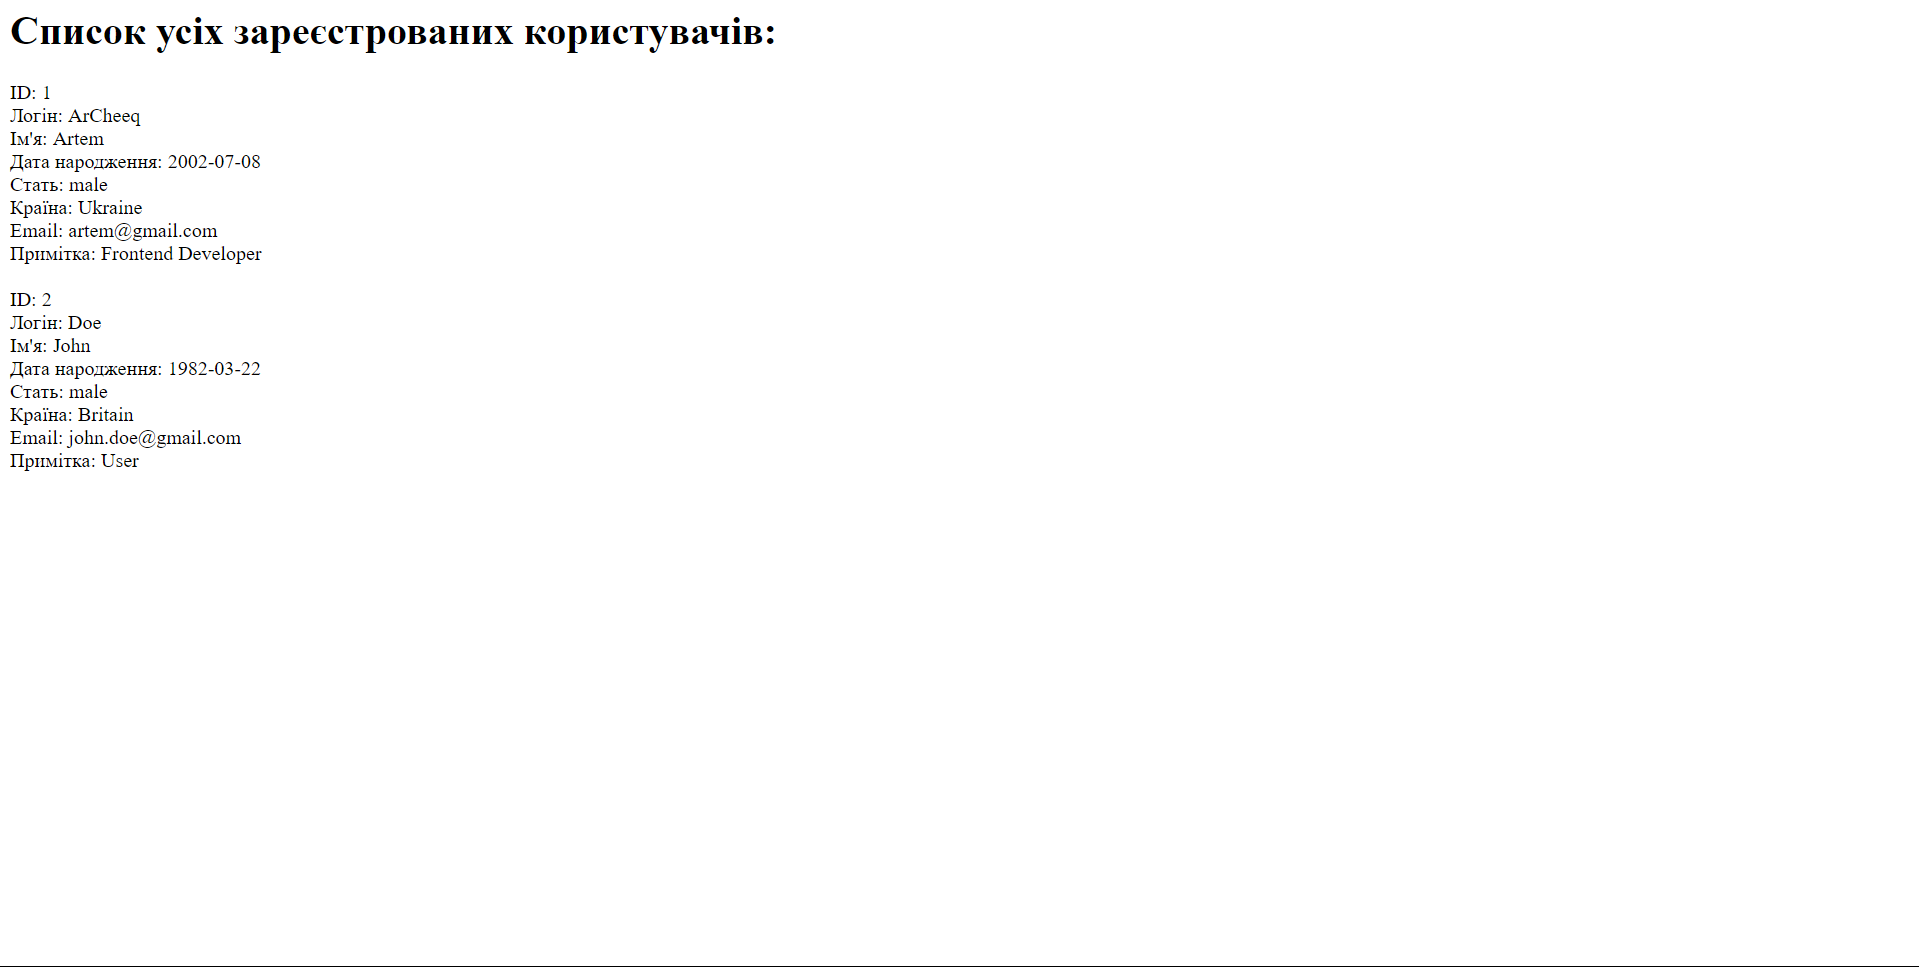 Список усіх зареєстрованих користувачів:
ID: 1
Логін: ArCheeq
Ім'я: Artem
Дата народження: 2002-07-08
Стать: male
Країна: Ukraine
Email: artem@gmail.com
Примітка: Frontend Developer
ID: 2
Логін: Doe
Ім'я: John
Дата народження: 1982-03-22
Стать: male
Країна: Britain
Email: john.doe@gmail.com
Примітка: User